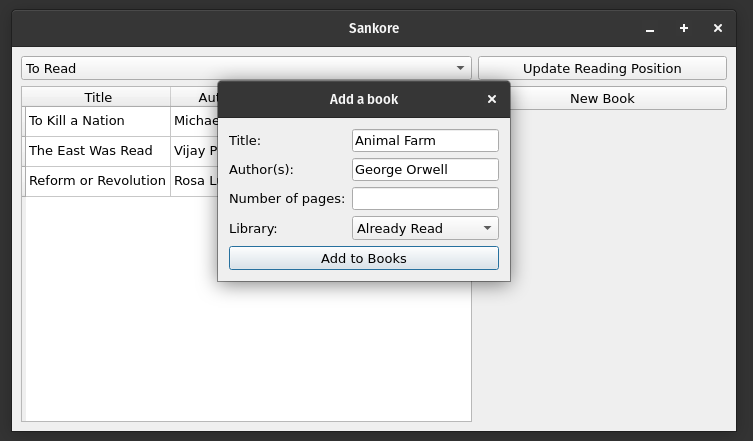 Sankore
To Read
Update Reading Position
New Book
Title
To Kill a Nation
The East Was Read
Vijay
Reform or Revolution
Rosa
Add a book
Title:
Animal Farm
Author(s):
George Orwell
Number of pages:
Library:
Already Read
Add to Books